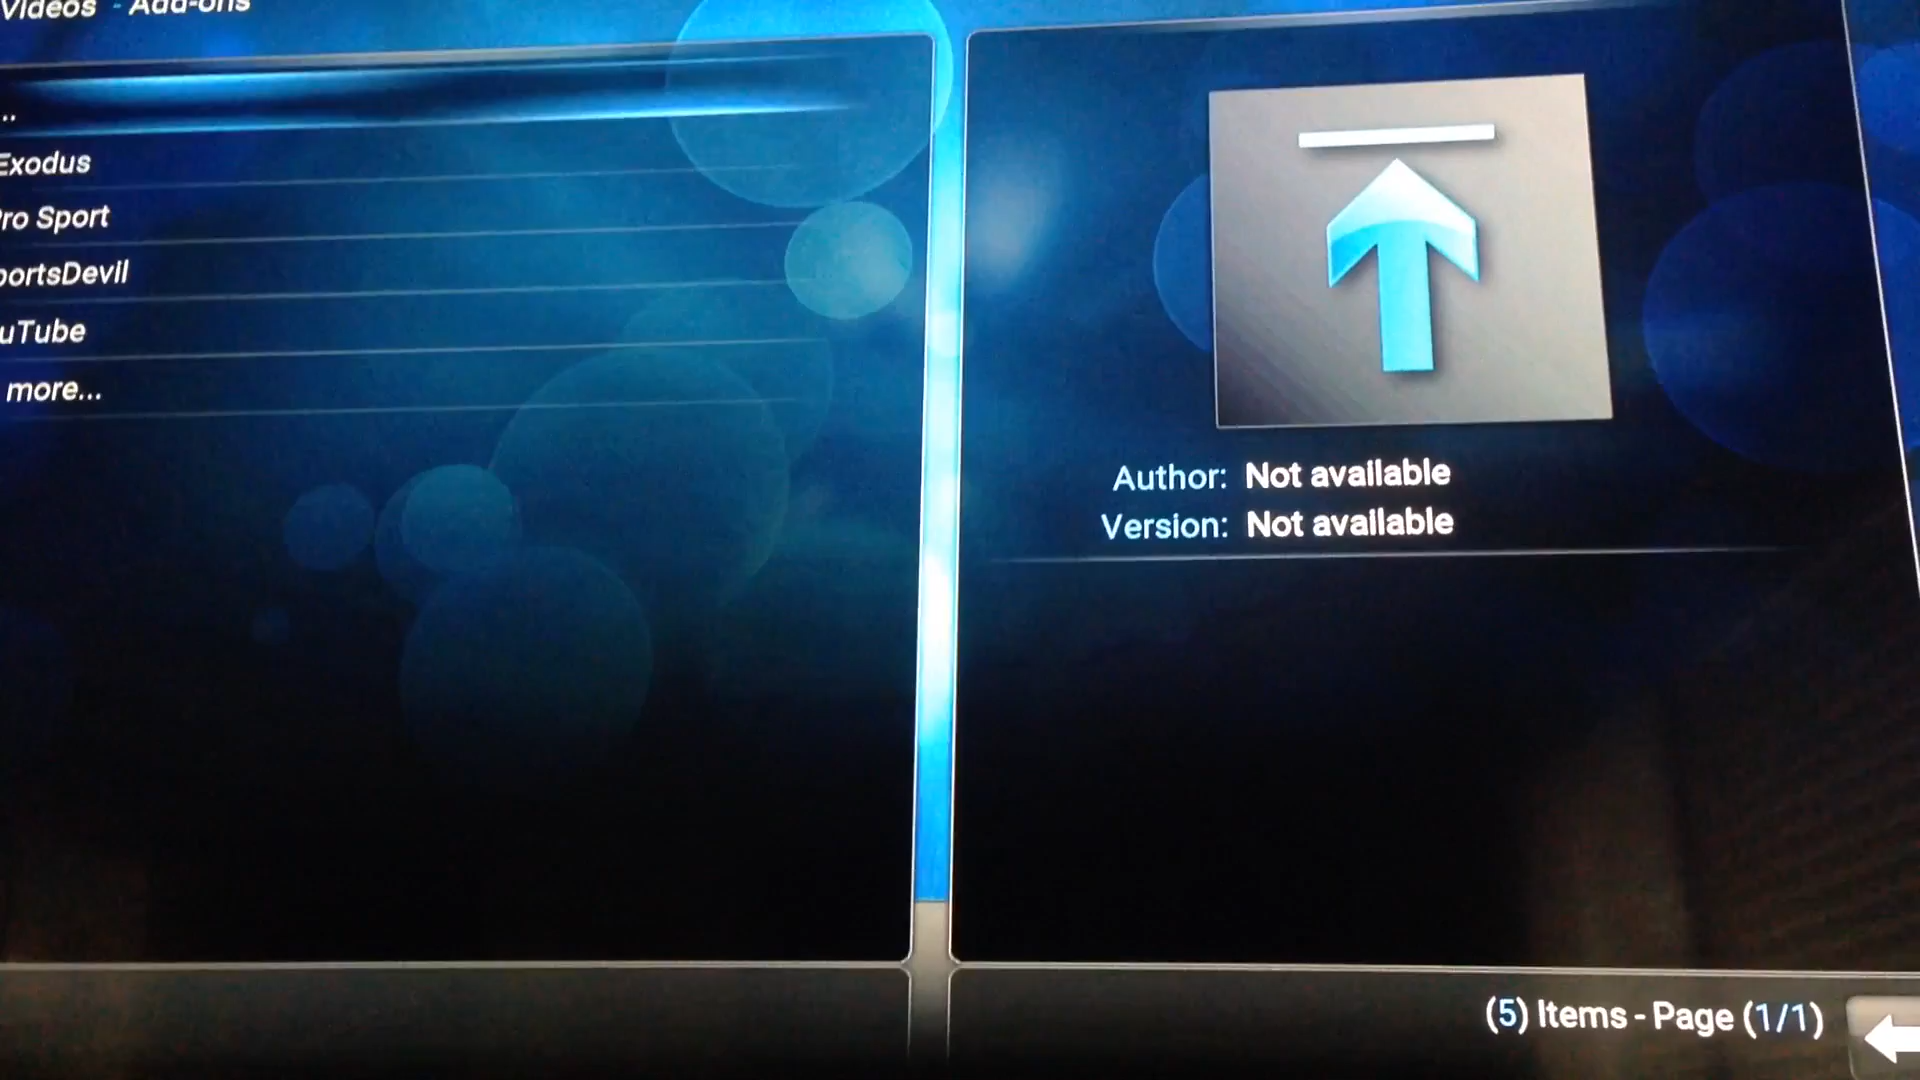 Videos - Add-ons
..
Exodus
ro Sport
ortsDevil
uTube
more...
Author: Not available
Version: Not available
(5) Items - Page (1/1)